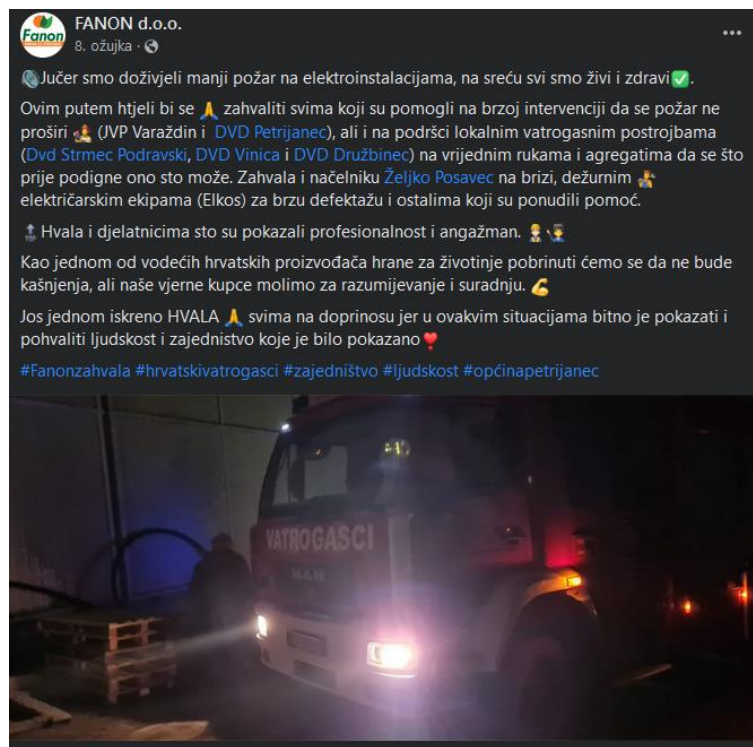 Fanon
FANON d.o.o.
8. ožujka ·
Jučer smo doživjeli manji požar na elektroinstalacijama, na sreću svi smo živi i zdravi✅.
Ovim putem htjeli bi se 🙏 zahvaliti svima koji su pomogli na brzoj intervenciji da se požar ne
proširi 👩‍🚒 (JVP Varaždin i DVD Petrijanec), ali i na podršci lokalnim vatrogasnim postrojbama
(Dvd Strmec Podravski, DVD Vinica i DVD Družbinec) na vrijednim rukama i agregatima da se što
prije podigne ono sto može. Zahvala i načelniku Željko Posavec na brizi, dežurnim 👩‍🔧
električarskim ekipama (Elkos) za brzu defektažu i ostalima koji su ponudili pomoć.
🔝 Hvala i djelatnicima sto su pokazali profesionalnost i angažman. 👷👨‍🏭
Kao jednom od vodećih hrvatskih proizvođača hrane za životinje pobrinuti ćemo se da ne bude
kašnjenja, ali naše vjerne kupce molimo za razumijevanje i suradnju. 💪
Jos jednom iskreno HVALA 🙏 svima na doprinosu jer u ovakvim situacijama bitno je pokazati i
pohvaliti ljudskost i zajednistvo koje je bilo pokazano❣️
#Fanonzahvala #hrvatskivatrogasci #zajedništvo #ljudskost #općinapetrijanec
VATROGASCI
MAN